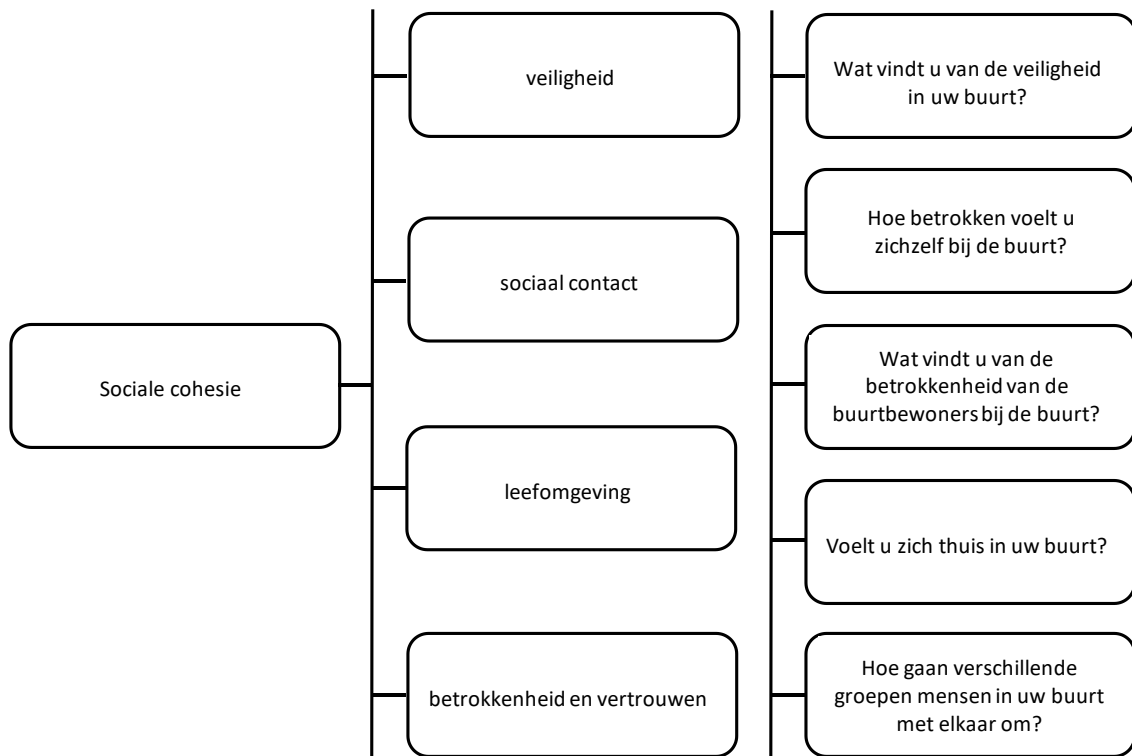 Sociale cohesie
veiligheid
sociaal contact
leefomgeving
betrokkenheid en vertrouwen
Wat vindt u van de veiligheid
in uw buurt?
Hoe betrokken voelt u
zichzelf bij de buurt?
Wat vindt u van de
betrokkenheid van de
buurtbewoners bij de buurt?
Voelt u zich thuis in uw buurt?
Hoe gaan verschillende
groepen mensen in uw buurt
met elkaar om?